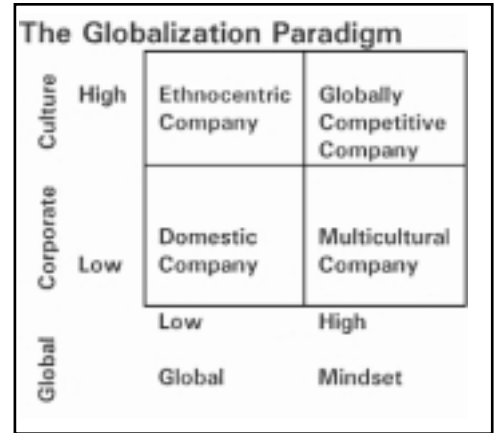 The Globalization Paradigm
Culture
High
Ethnocentric
Company
Globally
Competitive
Company
Corporate
Low
Domestic
Company
Multicultural
Company
Global
Low
High
Global
Mindset